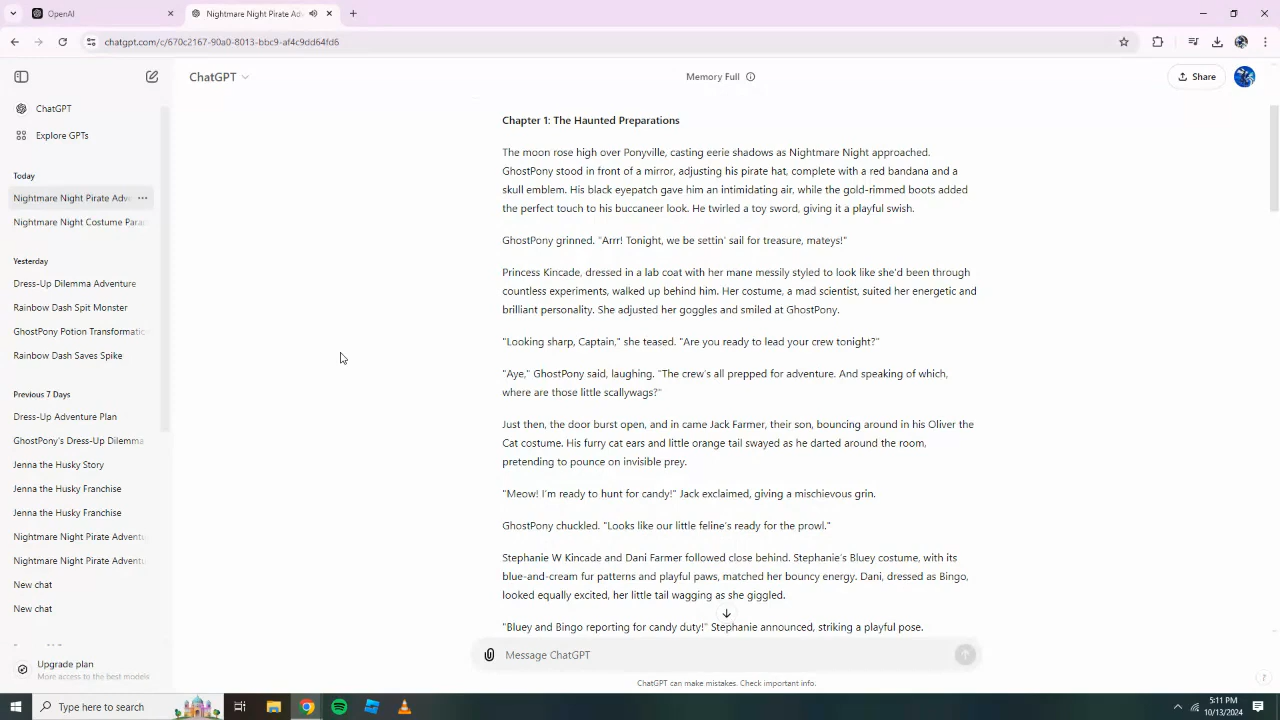 OpenAI
Nightmare Night Pirate Ad
chatgpt.com/c/670c2167-90a0-8013-bbc9-af4c9dd64fd6
ChatGPT
Memory Full
Share
ChatGPT
Explore GPTs
Today
Nightmare Night Pirate Adv
Nightmare Night Costume Para
Yesterday
Dress-Up Dilemma Adventure
Rainbow Dash Spit Monster
GhostPony Potion Transformatio
Rainbow Dash Saves Spike
Previous 7 Days
Dress-Up Adventure Plan
GhostPony's Dress-Up Dilemma
Jenna the Husky Story
Jenna the Husky Franchise
Jenna the Husky Franchise
Nightmare Night Pirate Advent
Nightmare Night Pirate Advent
New chat
New chat
Upgrade plan
More access to the best models
Chapter 1: The Haunted Preparations
The moon rose high over Ponyville, casting eerie shadows as Nightmare Night approached.
GhostPony stood in front of a mirror, adjusting his pirate hat, complete with a red bandana and a
skull emblem. His black eyepatch gave him an intimidating air, while the gold-rimmed boots added
the perfect touch to his buccaneer look. He twirled a toy sword, giving it a playful swish.
GhostPony grinned. "Arrr! Tonight, we be settin' sail for treasure, mateys!"
Princess Kincade, dressed in a lab coat with her mane messily styled to look like she'd been through
countless experiments, walked up behind him. Her costume, a mad scientist, suited her energetic and
brilliant personality. She adjusted her goggles and smiled at GhostPony.
"Looking sharp, Captain," she teased. "Are you ready to lead your crew tonight?"
"Aye," GhostPony said, laughing. "The crew's all prepped for adventure. And speaking of which,
where are those little scallywags?"
Just then, the door burst open, and in came Jack Farmer, their son, bouncing around in his Oliver the
Cat costume. His furry cat ears and little orange tail swayed as he darted around the room,
pretending to pounce on invisible prey.
"Meow! I'm ready to hunt for candy!" Jack exclaimed, giving a mischievous grin.
GhostPony chuckled. "Looks like our little feline's ready for the prowl."
Stephanie W Kincade and Dani Farmer followed close behind. Stephanie's Bluey costume, with its
blue-and-cream fur patterns and playful paws, matched her bouncy energy. Dani, dressed as Bingo,
looked equally excited, her little tail wagging as she giggled.
"Bluey and Bingo reporting for candy duty!" Stephanie announced, striking a playful pose.
Message ChatGPT
ChatGPT can make mistakes. Check important info.
?
Type here to search
5:11 PM
10/13/2024